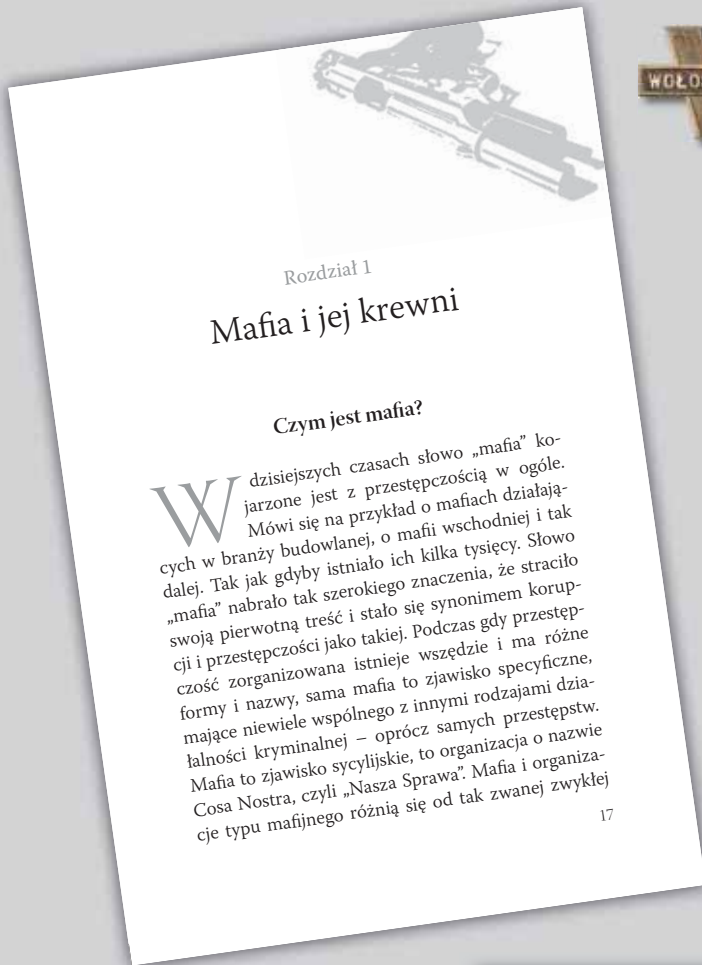 Rozdział 1
Mafia i jej krewni
Czym jest mafia?
W dzisiejszych czasach słowo „mafia” ko-
jarzone jest z przestępczością w ogóle.
Mówi się na przykład o mafiach działają-
cych w branży budowlanej, o mafii wschodniej i tak
dalej. Tak jak gdyby istniało ich kilka tysięcy. Słowo
„mafia” nabrało tak szerokiego znaczenia, że straciło
swoją pierwotną treść i stało się synonimem korup-
cji i przestępczości jako takiej. Podczas gdy przestęp-
czość zorganizowana istnieje wszędzie i ma różne
formy i nazwy, sama mafia to zjawisko specyficzne,
mające niewiele wspólnego z innymi rodzajami dzia-
łalności kryminalnej – oprócz samych przestępstw.
Mafia to zjawisko sycylijskie, to organizacja o nazwie
Cosa Nostra, czyli „Nasza Sprawa”. Mafia i organiza-
cje typu mafijnego różnią się od tak zwanej zwykłej
17